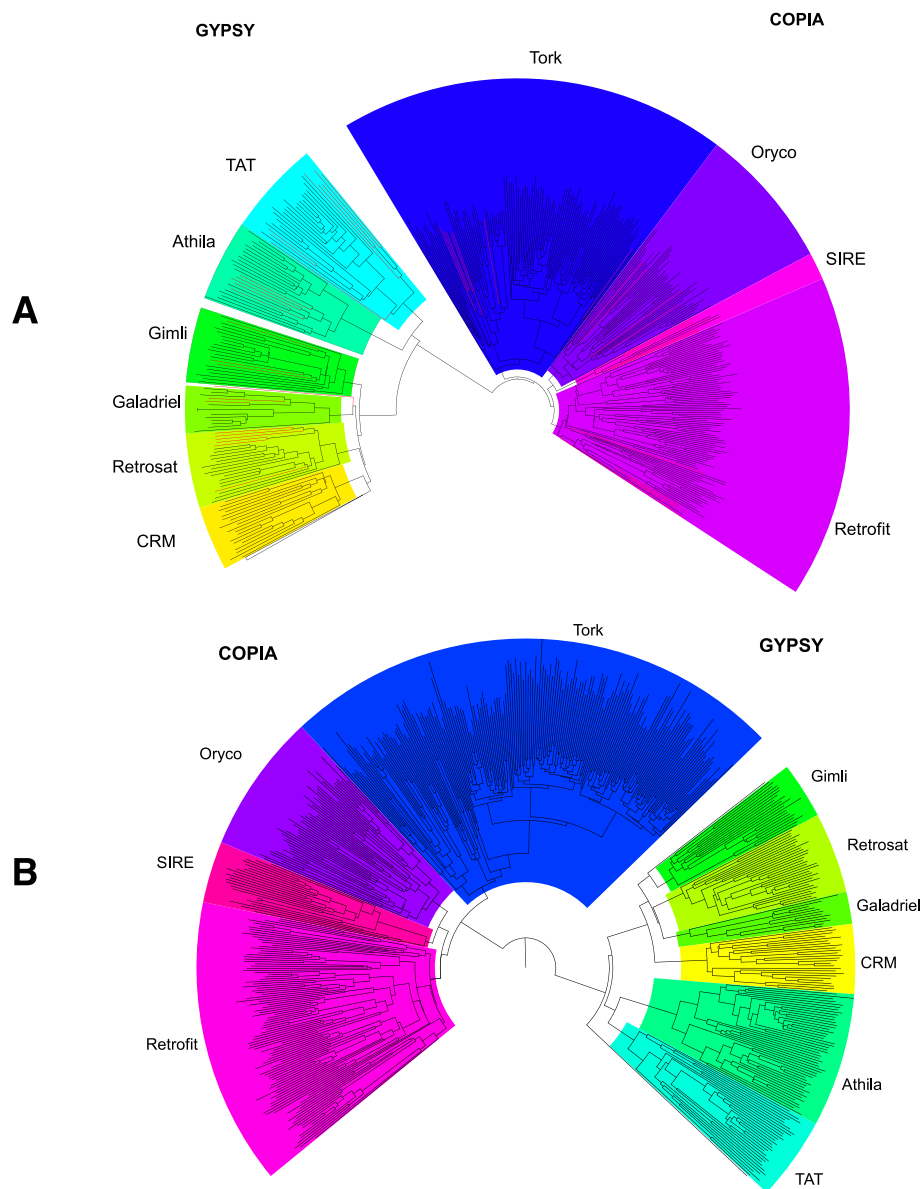 GYPSY
COPIA
Tork
Oryco
TAT
Athila
SIRE
A
Gimli
Galadriel
Retrosat
Retrofit
CRM
Tork
COPIA
GYPSY
Oryco
Gimli
Retrosat
SIRE
B
Galadriel
CRM
Retrofit
Athila
TAT